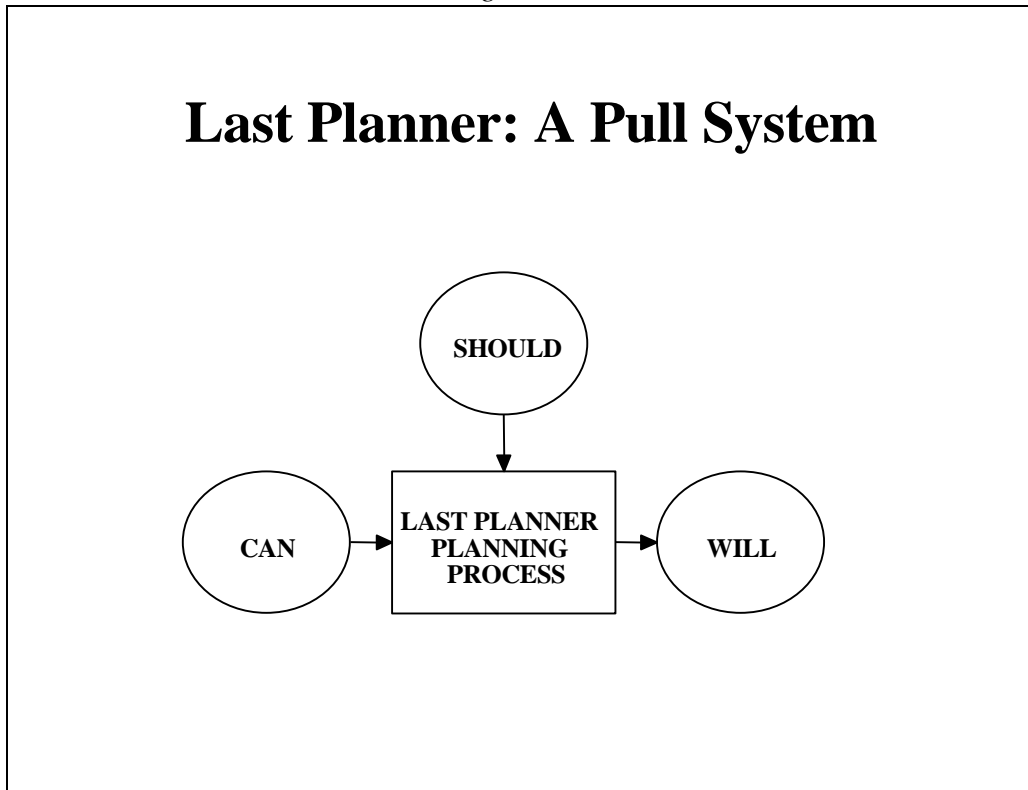 Last Planner: A Pull System
SHOULD
CAN
LAST PLANNER
PLANNING
PROCESS
WILL